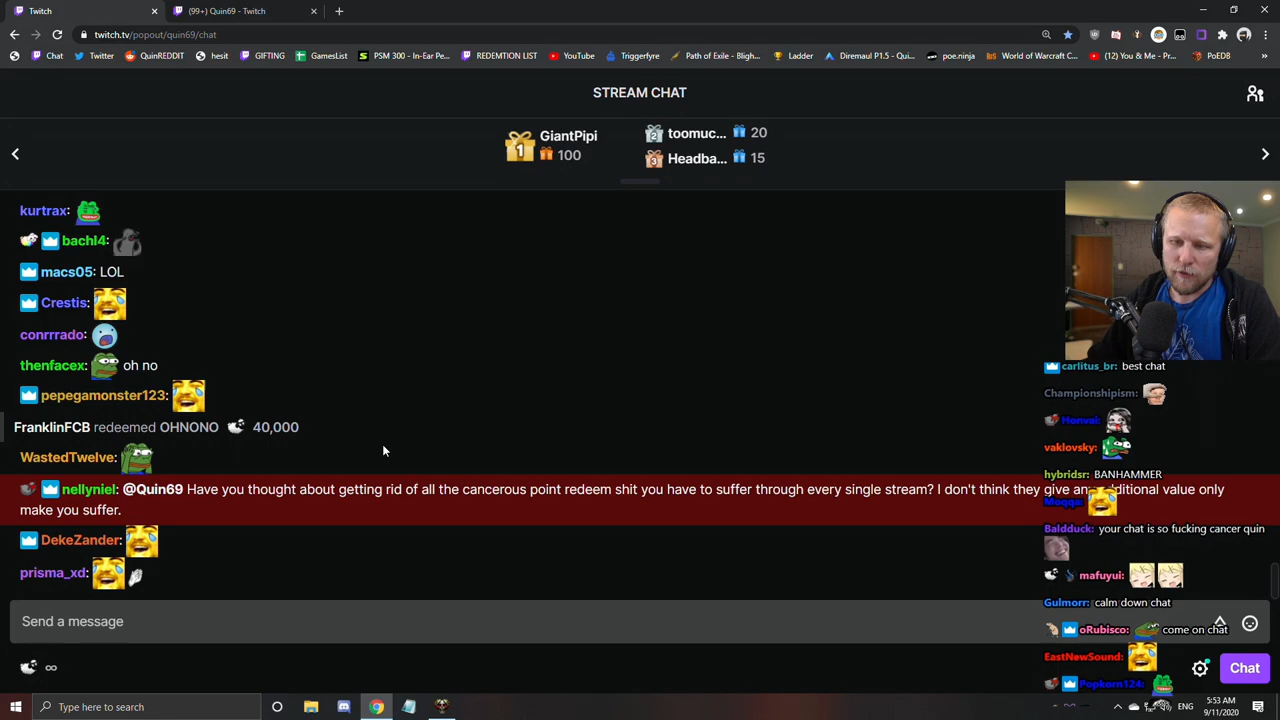 Twitch
(99+) Quin69 - Twitch
twitch.tv/popout/quin69/chat
Chat Twitter QuinREDDIT hesit GIFTING GamesList PSM 300 - In-Ear Pe... REDEMTION LIST YouTube Triggerfyre Path of Exile - Bligh... Ladder Diremaul P1.5 - Qui... poe.ninja World of Warcraft C... (12) You & Me - Pr... PoEDB
STREAM CHAT
1 GiantPipi 100
2 toomuc... 20
3 Headba... 15
kurtrax:
bachl4:
macs05: LOL
Crestis:
conrrrado:
thenfacex: oh no
pepegamonster123:
FranklinFCB redeemed OHNONO 40,000
WastedTwelve:
nellyniel: @Quin69 Have you thought about getting rid of all the cancerous point redeem shit you have to suffer through every single stream? I don't think they give an additional value only
make you suffer.
DekeZander:
prisma_xd:
Send a message
Chat
carlitus_br: best chat
Championshipism:
Honvai:
vaklovsky:
hybridsr: BANHAMMER
Moqqa:
Baldduck: your chat is so fucking cancer quin
mafuyui:
Gulmorr: calm down chat
oRubisco: come on chat
EastNewSound:
Popkorn124:
Type here to search
ENG
5:53 AM
9/11/2020